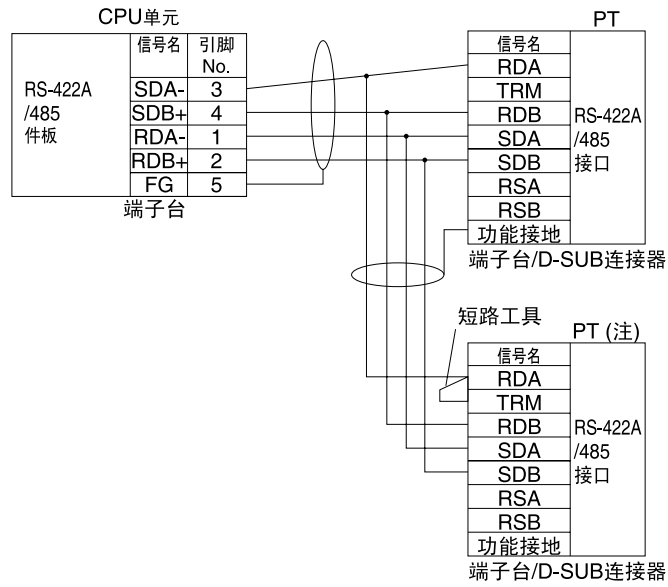 CPU单元
RS-422A
/485
件板
信号名 引脚
No.
SDA- 3
SDB+ 4
RDA- 1
RDB+ 2
FG 5
端子台
PT
信号名
RDA
TRM
RDB
SDA
SDB
RSA
RSB
功能接地
RS-422A
/485
接口
端子台/D-SUB连接器
短路工具
PT (注)
信号名
RDA
TRM
RDB
SDA
SDB
RSA
RSB
功能接地
RS-422A
/485
接口
端子台/D-SUB连接器